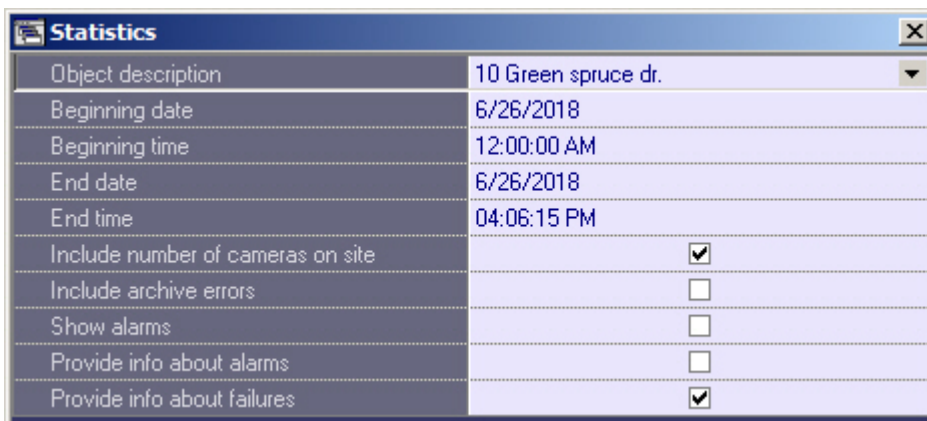 Statistics
Object description 10 Green spruce dr.
Beginning date 6/26/2018
Beginning time 12:00:00 AM
End date 6/26/2018
End time 04:06:15 PM
Include number of cameras on site
Include archive errors
Show alarms
Provide info about alarms
Provide info about failures